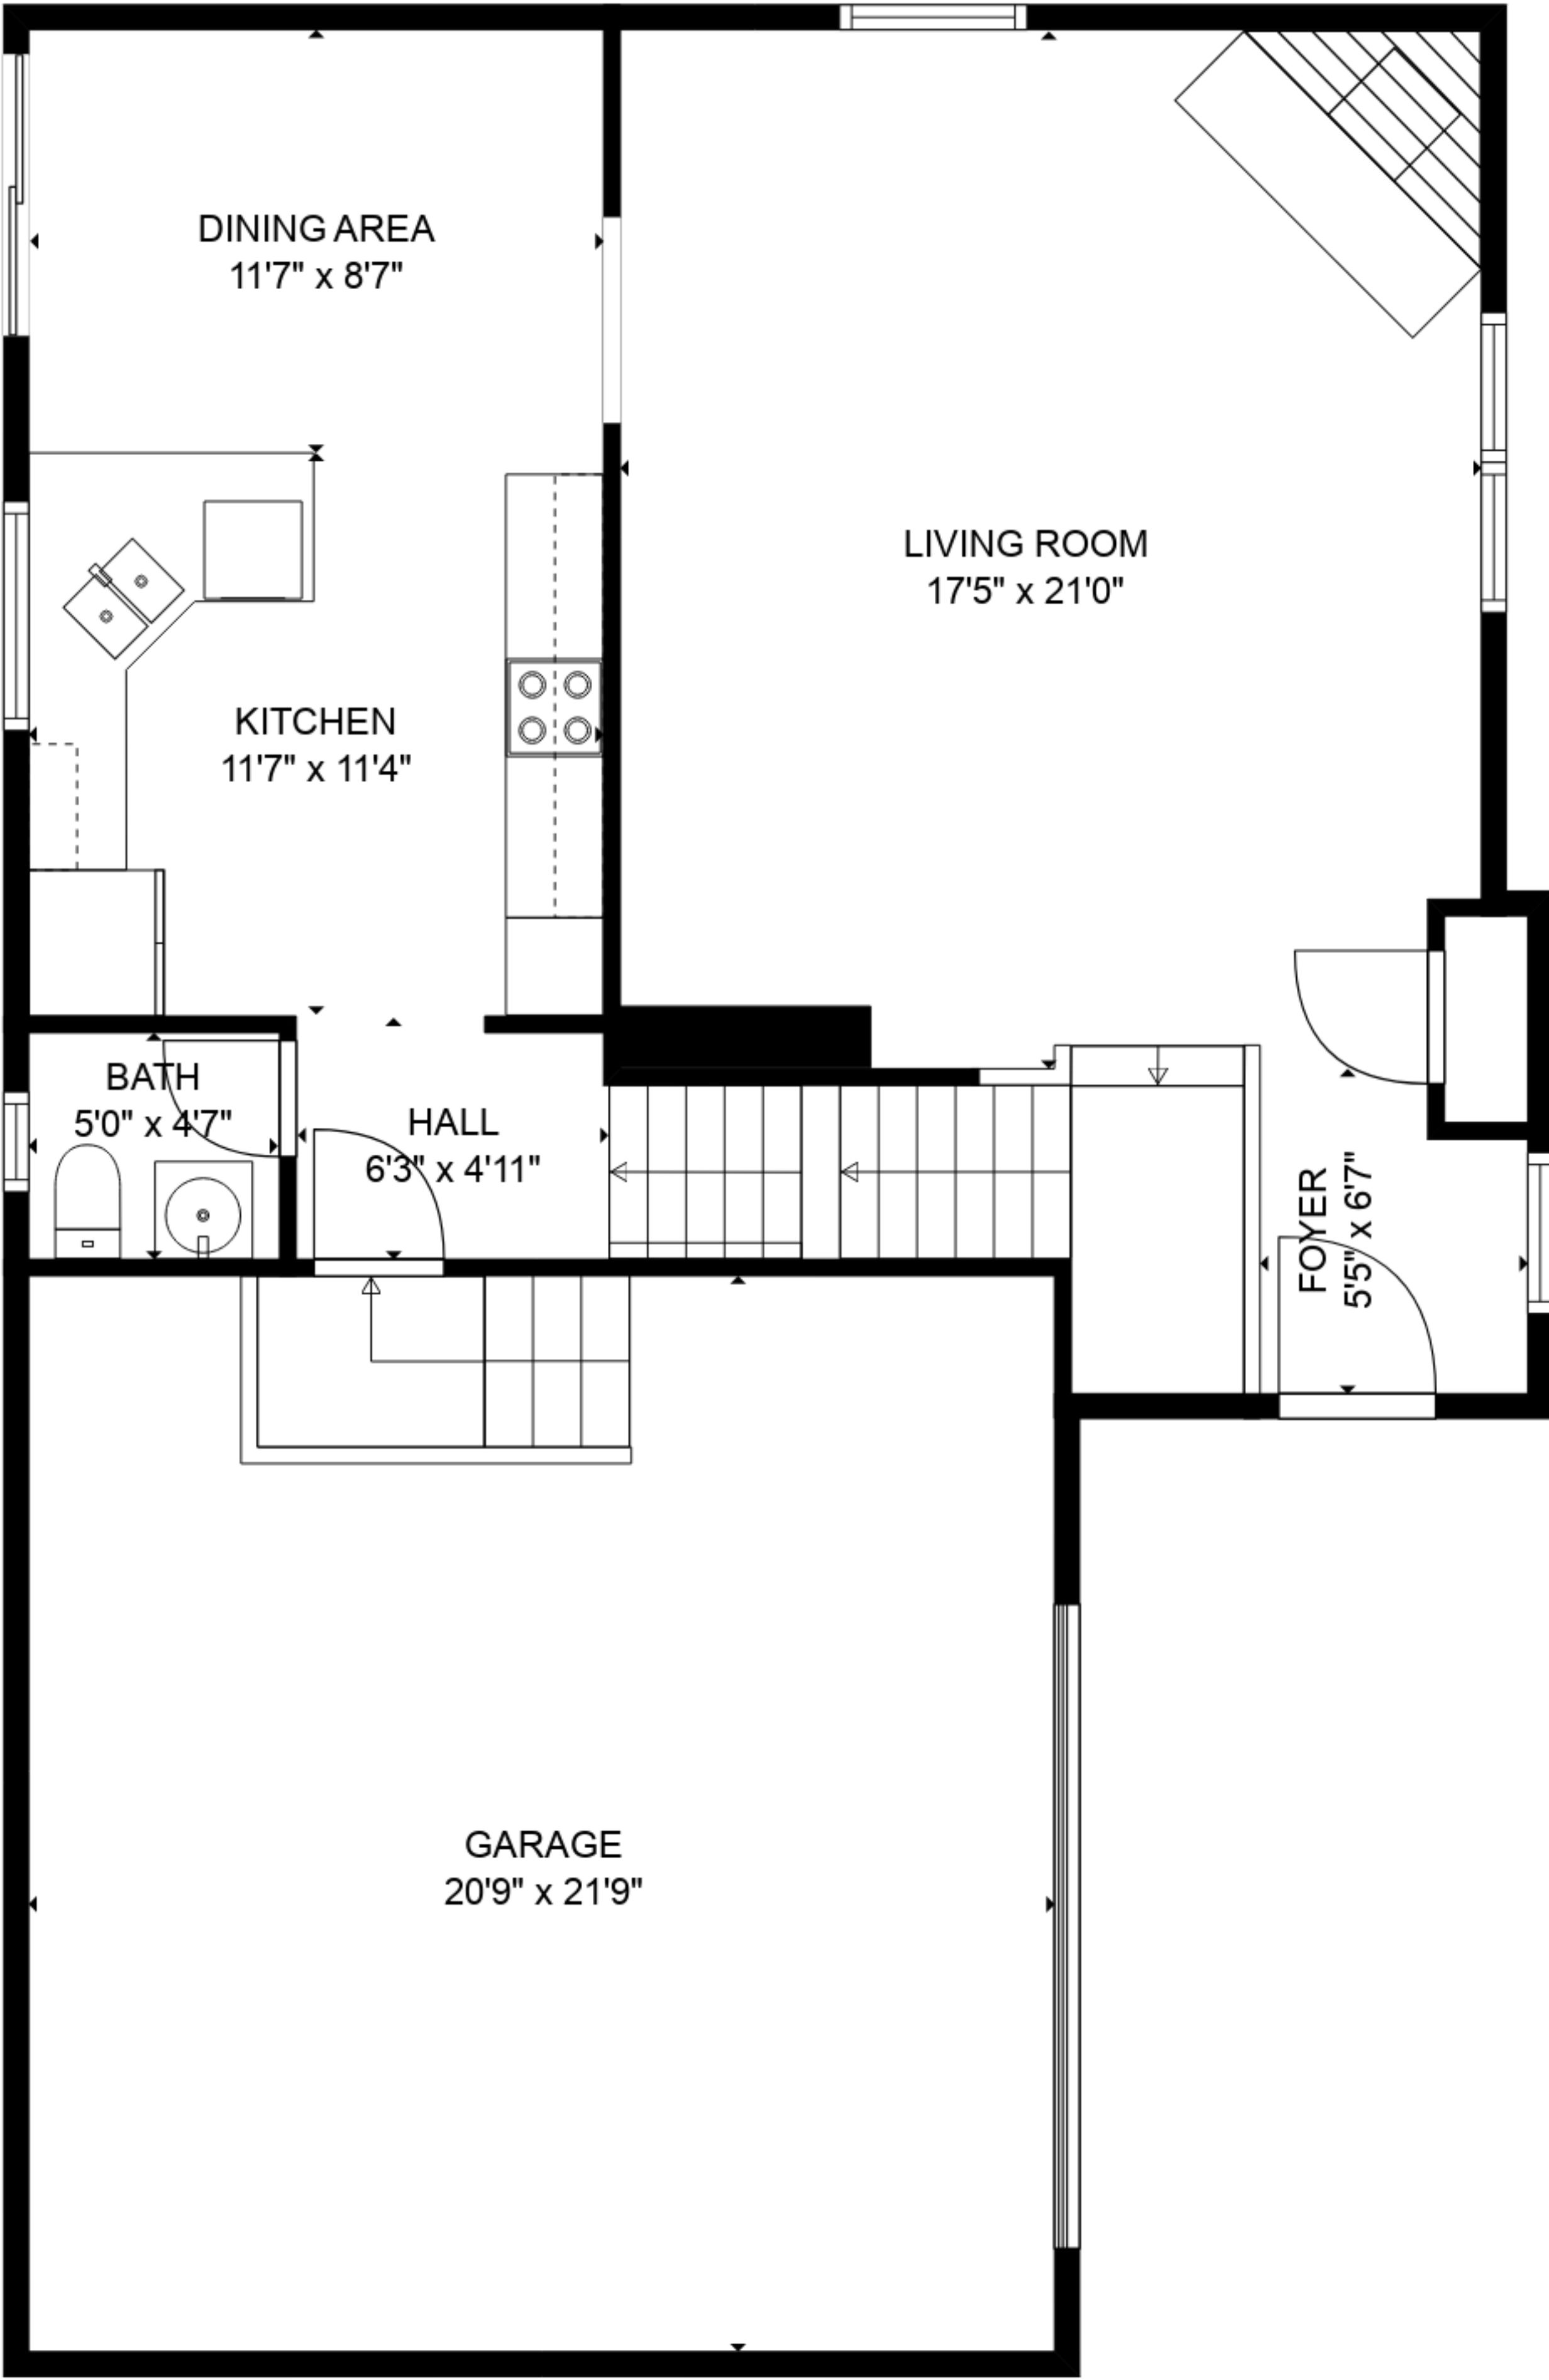 DINING AREA
11'7" x 8'7"
LIVING ROOM
17'5" x 21'0"
KITCHEN
11'7" x 11'4"
BATH
5'0" x 4'7"
HALL
6'3" x 4'11"
FOYER
5'5" x 6'7"
GARAGE
20'9" x 21'9"